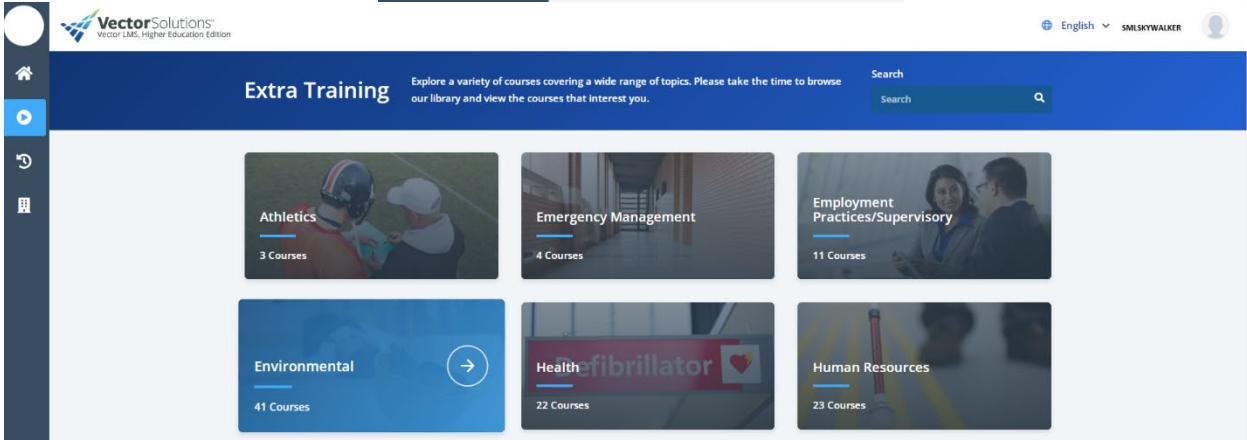 VectorSolutions™
Vector LMS, Higher Education Edition
English
SMLSKYWALKER
Extra Training
Explore a variety of courses covering a wide range of topics. Please take the time to browse
our library and view the courses that interest you.
Search
Search
Athletics
3 Courses
Emergency Management
4 Courses
Employment
Practices/Supervisory
11 Courses
Environmental
41 Courses
Defibrillator
Health
22 Courses
Human Resources
23 Courses